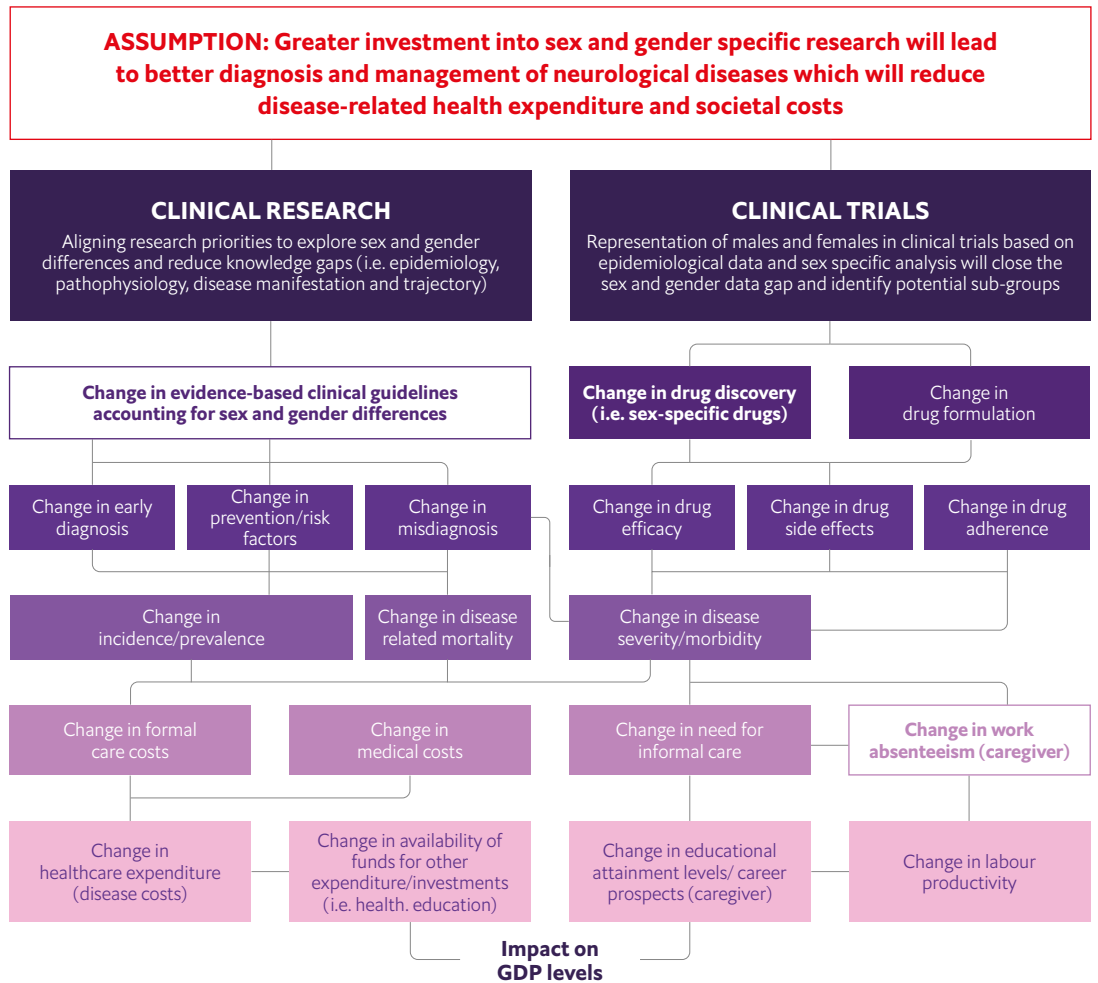 ASSUMPTION: Greater investment into sex and gender specific research will lead
to better diagnosis and management of neurological diseases which will reduce
disease-related health expenditure and societal costs
CLINICAL RESEARCH
Aligning research priorities to explore sex and gender
differences and reduce knowledge gaps (i.e. epidemiology,
pathophysiology, disease manifestation and trajectory)
CLINICAL TRIALS
Representation of males and females in clinical trials based on
epidemiological data and sex specific analysis will close the
sex and gender data gap and identify potential sub-groups
Change in evidence-based clinical guidelines
accounting for sex and gender differences
Change in drug discovery
(i.e. sex-specific drugs)
Change in
drug formulation
Change in early
diagnosis
Change in
prevention/risk
factors
Change in
misdiagnosis
Change in drug
efficacy
Change in drug
side effects
Change in drug
adherence
Change in
incidence/prevalence
Change in disease
related mortality
Change in disease
severity/morbidity
Change in formal
care costs
Change in
medical costs
Change in need for
informal care
Change in work
absenteeism (caregiver)
Change in
healthcare expenditure
(disease costs)
Change in availability of
funds for other
expenditure/investments
(i.e. health. education)
Change in educational
attainment levels/ career
prospects (caregiver)
Change in labour
productivity
Impact on
GDP levels